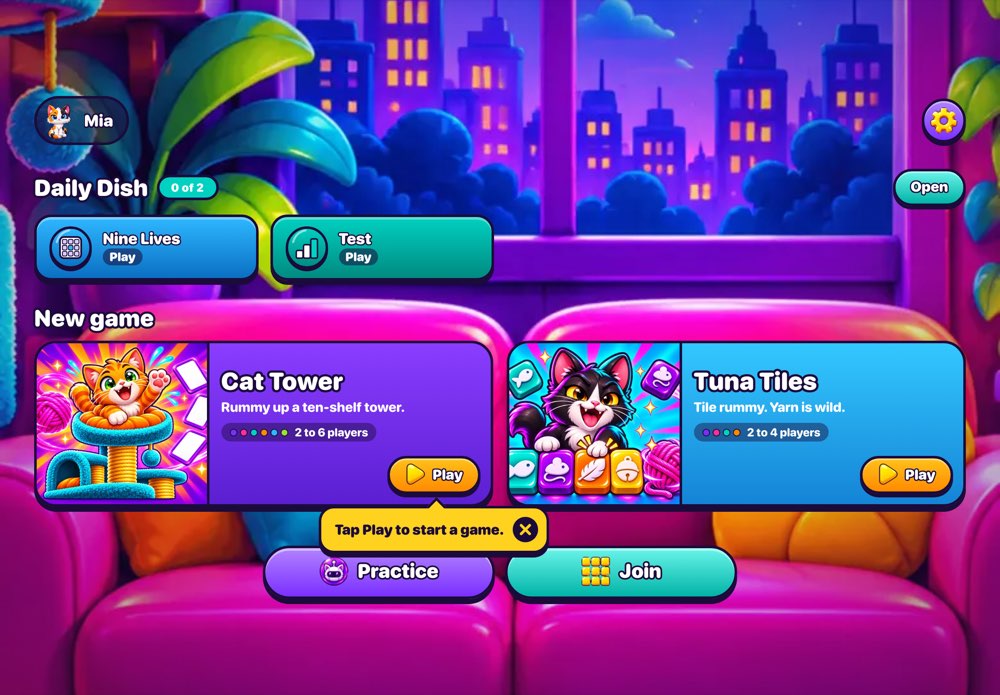 Mia
Daily Dish
0 of 2
Open
Nine Lives
Play
Test
Play
New game
Cat Tower
Rummy up a ten-shelf tower.
2 to 6 players
Play
Tuna Tiles
Tile rummy. Yarn is wild.
2 to 4 players
Play
Tap Play to start a game.
Practice
Join